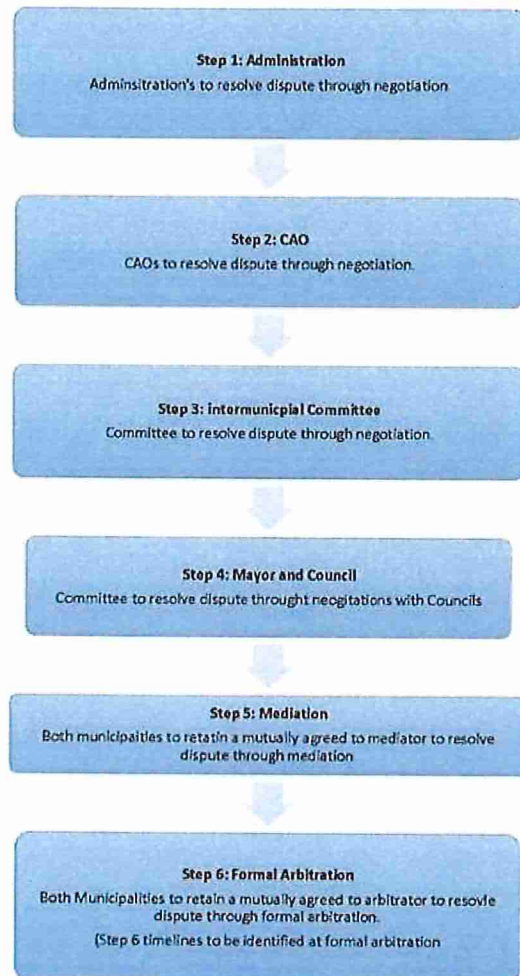 Step 1: Administration
Adminsitration's to resolve dispute through negotiation
Step 2: CAO
CAOs to resolve dispute through negotiation.
Step 3: intermunicpial Committee
Committee to resolve dispute through negotiation.
Step 4: Mayor and Council
Committee to resolve dispute throught neogitations with Councils
Step 5: Mediation
Both municipaities to retatin a mutually agreed to mediator to resolve
dispute through mediation
Step 6: Formal Arbitration
Both Municipalities to retain a mutually agreed to arbitrator to resovle
dispute through formal arbitration.
(Step 6 timelines to be identified at formal arbitration